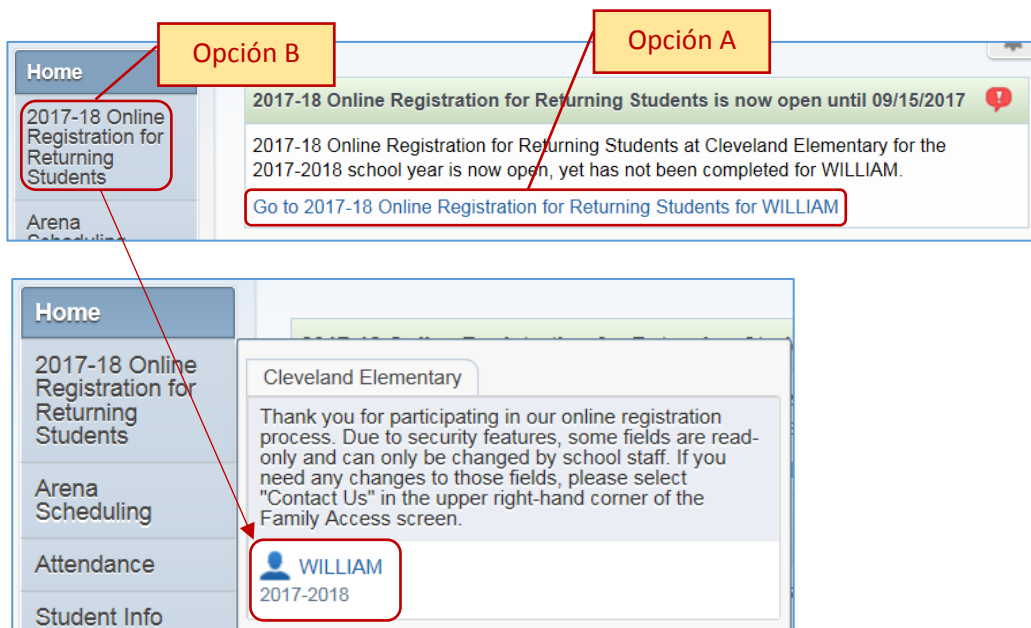 Opción B
Opción A
Home
2017-18 Online
Registration for
Returning
Students
Arena
Scheduling
2017-18 Online Registration for Returning Students is now open until 09/15/2017
2017-18 Online Registration for Returning Students at Cleveland Elementary for the
2017-2018 school year is now open, yet has not been completed for WILLIAM.
Go to 2017-18 Online Registration for Returning Students for WILLIAM
Home
2017-18 Online
Registration for
Returning
Students
Arena
Scheduling
Attendance
Student Info
Cleveland Elementary
Thank you for participating in our online registration
process. Due to security features, some fields are read-
only and can only be changed by school staff. If you
need any changes to those fields, please select
"Contact Us" in the upper right-hand corner of the
Family Access screen.
WILLIAM
2017-2018